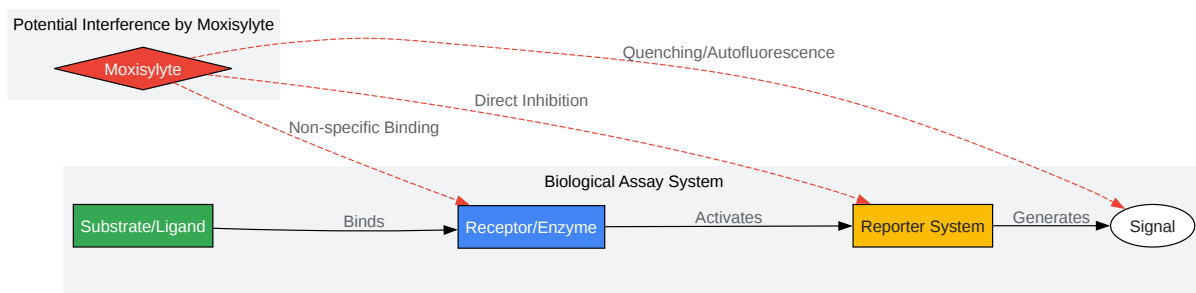 Potential Interference by Moxisylyte
Moxisylyte
Quenching/Autofluorescence
Direct Inhibition
Non-specific Binding
Biological Assay System
Substrate/Ligand
Binds
Receptor/Enzyme
Activates
Reporter System
Generates
Signal